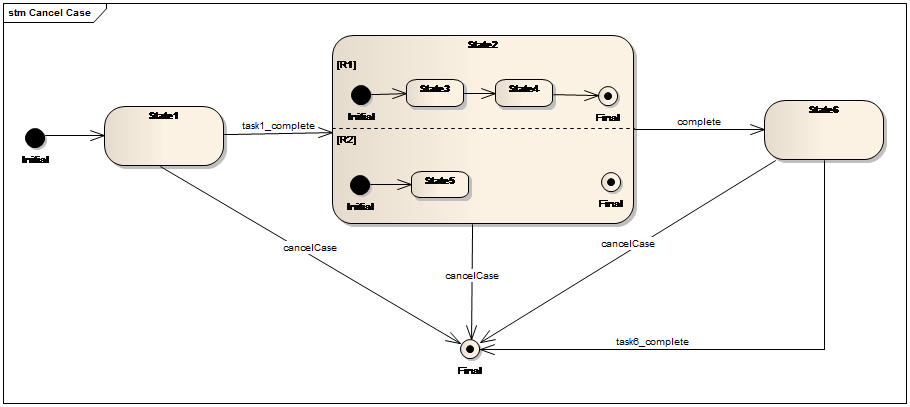 stm Cancel Case
State2
[R1]
State3
State4
Initial
Final
State1
task1_complete
complete
State6
Initial
[R2]
State5
Initial
Final
cancelCase
cancelCase
cancelCase
task6_complete
Final